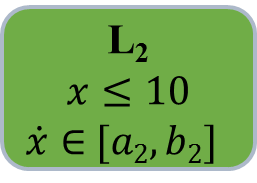 L₂
x ≤ 10
ẋ ∈ [a₂, b₂]